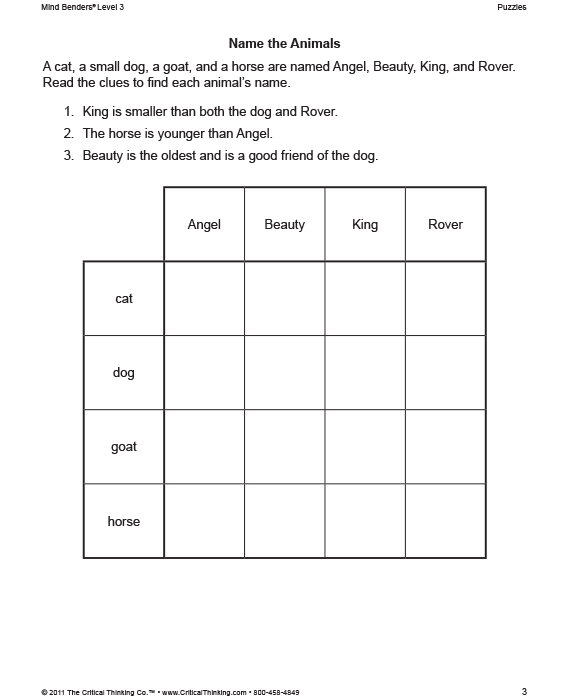 Mind Benders® Level 3
Puzzles
Name the Animals
A cat, a small dog, a goat, and a horse are named Angel, Beauty, King, and Rover.
Read the clues to find each animal’s name.
1. King is smaller than both the dog and Rover.
2. The horse is younger than Angel.
3. Beauty is the oldest and is a good friend of the dog.
Angel Beauty King Rover
cat
dog
goat
horse
© 2011 The Critical Thinking Co.™ • www.CriticalThinking.com • 800-458-4849
3